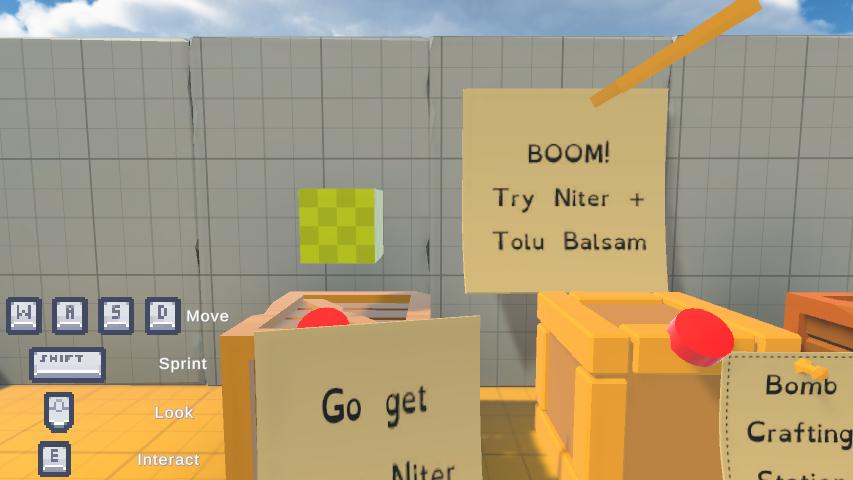 BOOM!
Try Niter +
Tolu Balsam
W A S D Move
SHIFT Sprint
Look
E Interact
Go get
Niter
Bomb
Crafting
Station